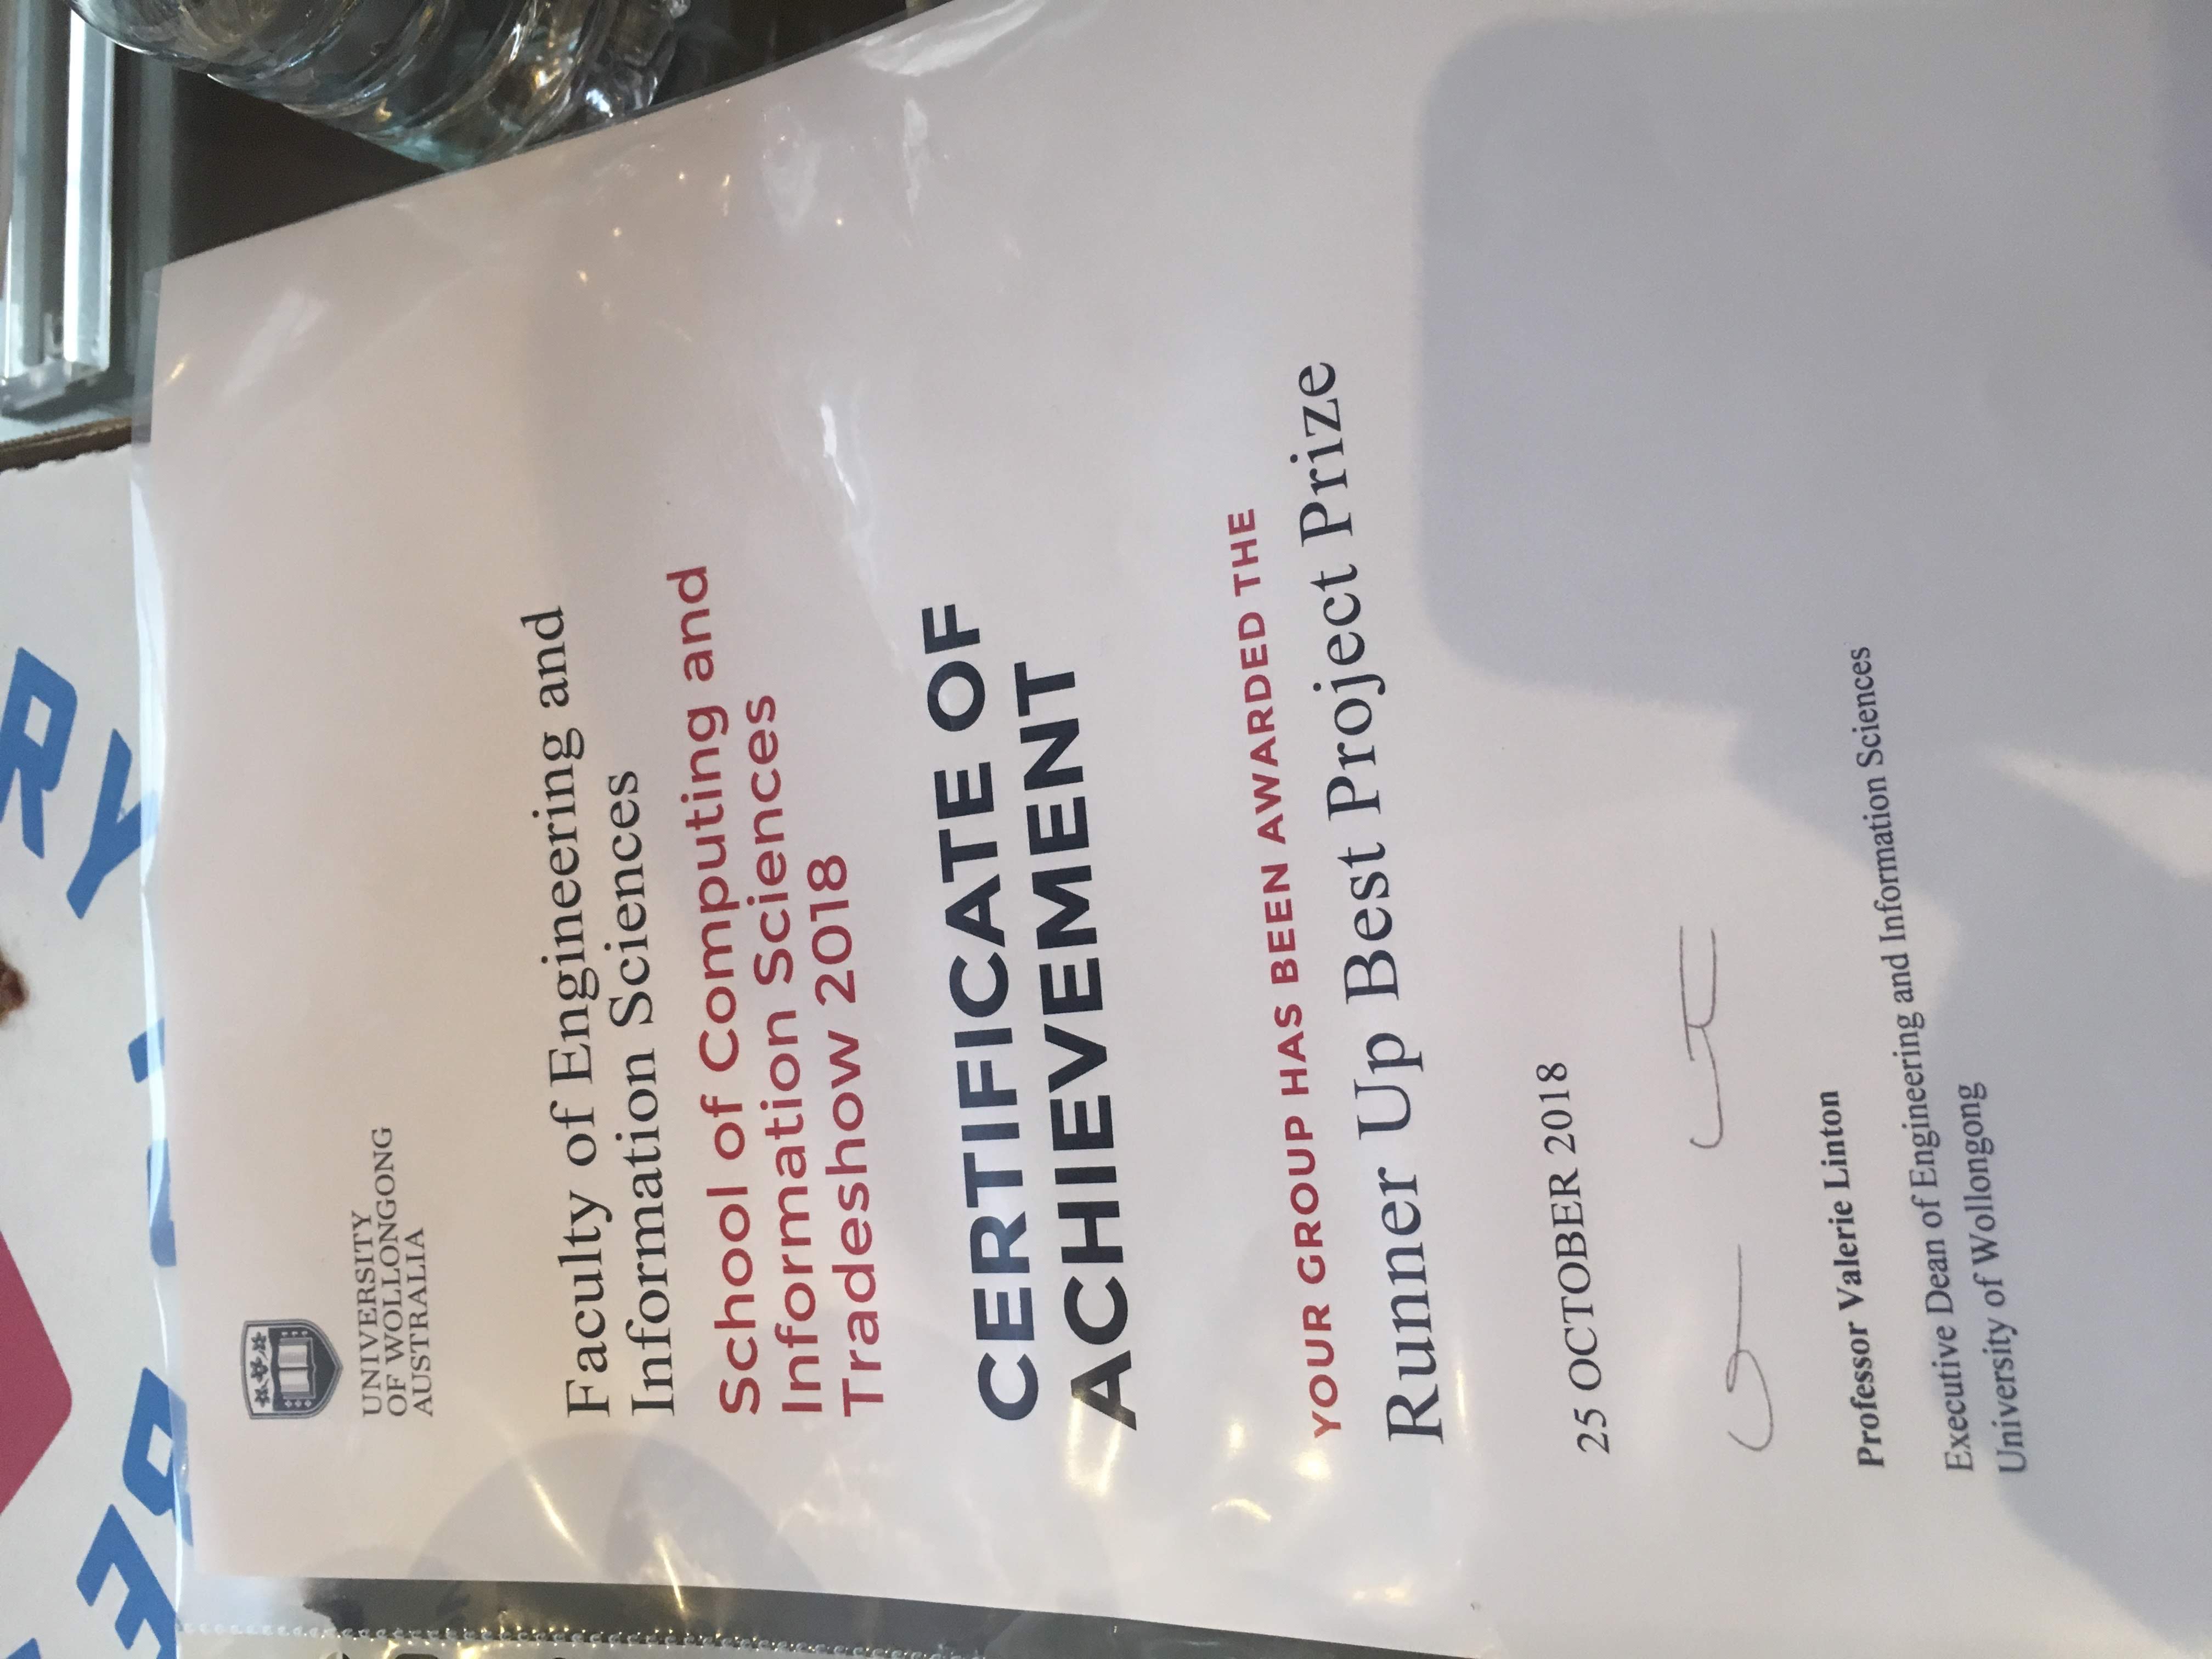 UNIVERSITY
OF WOLLONGONG
AUSTRALIA
Faculty of Engineering and
Information Sciences
School of Computing and
Information Sciences
Tradeshow 2018
CERTIFICATE OF
ACHIEVEMENT
YOUR GROUP HAS BEEN AWARDED THE
Runner Up Best Project Prize
25 OCTOBER 2018
Professor Valerie Linton
Executive Dean of Engineering and Information Sciences
University of Wollongong